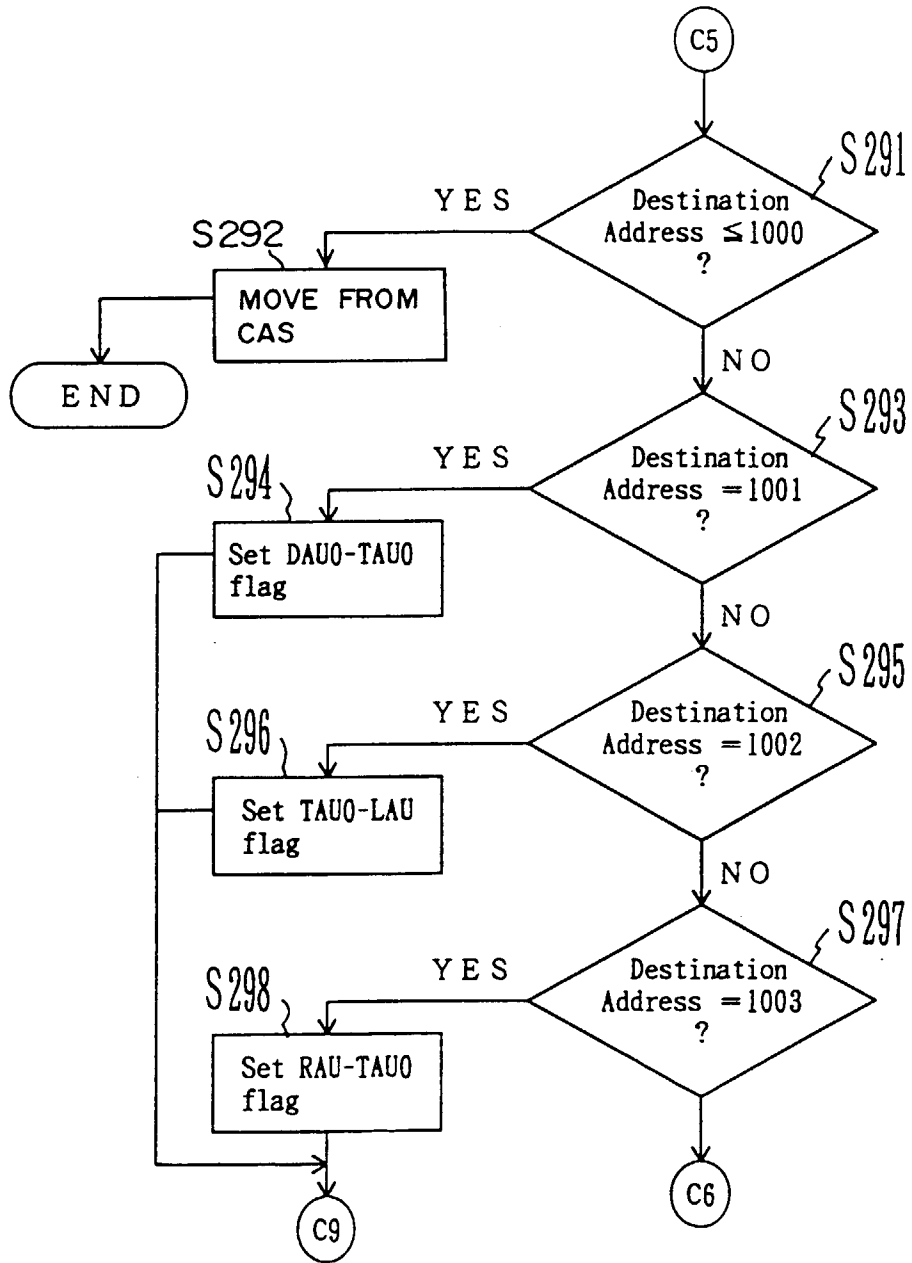 C5
S291
Destination
Address ≦1000
?
YES
S292
MOVE FROM
CAS
END
NO
S293
Destination
Address =1001
?
YES
S294
Set DAU0-TAU0
flag
NO
S295
Destination
Address =1002
?
YES
S296
Set TAU0-LAU
flag
NO
S297
Destination
Address =1003
?
YES
S298
Set RAU-TAU0
flag
C9
C6